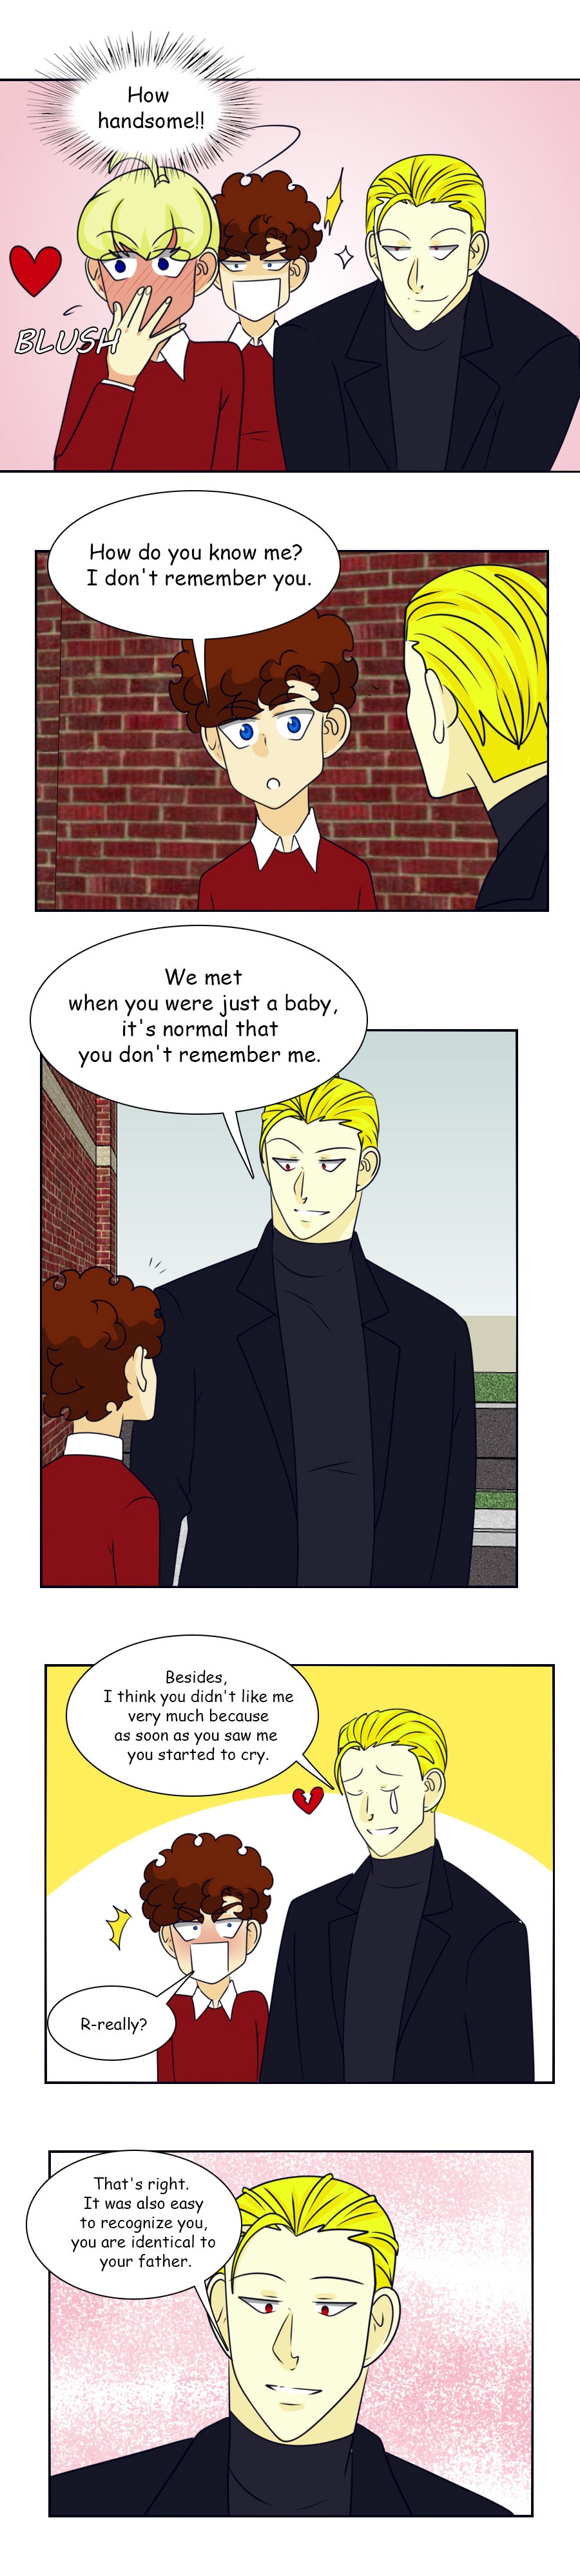 How
handsome!!
BLUSH
How do you know me?
I don't remember you.
We met
when you were just a baby,
it's normal that
you don't remember me.
Besides,
I think you didn't like me
very much because
as soon as you saw me
you started to cry.
R-really?
That's right.
It was also easy
to recognize you,
you are identical to
your father.